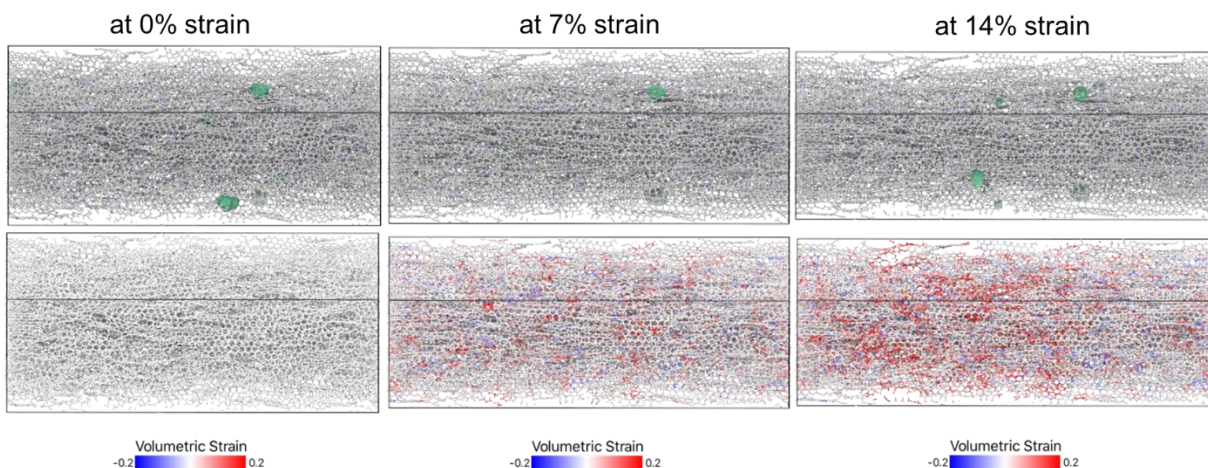 at 0% strain
at 7% strain
at 14% strain
Volumetric Strain
-0.2 0.2
Volumetric Strain
-0.2 0.2
Volumetric Strain
-0.2 0.2